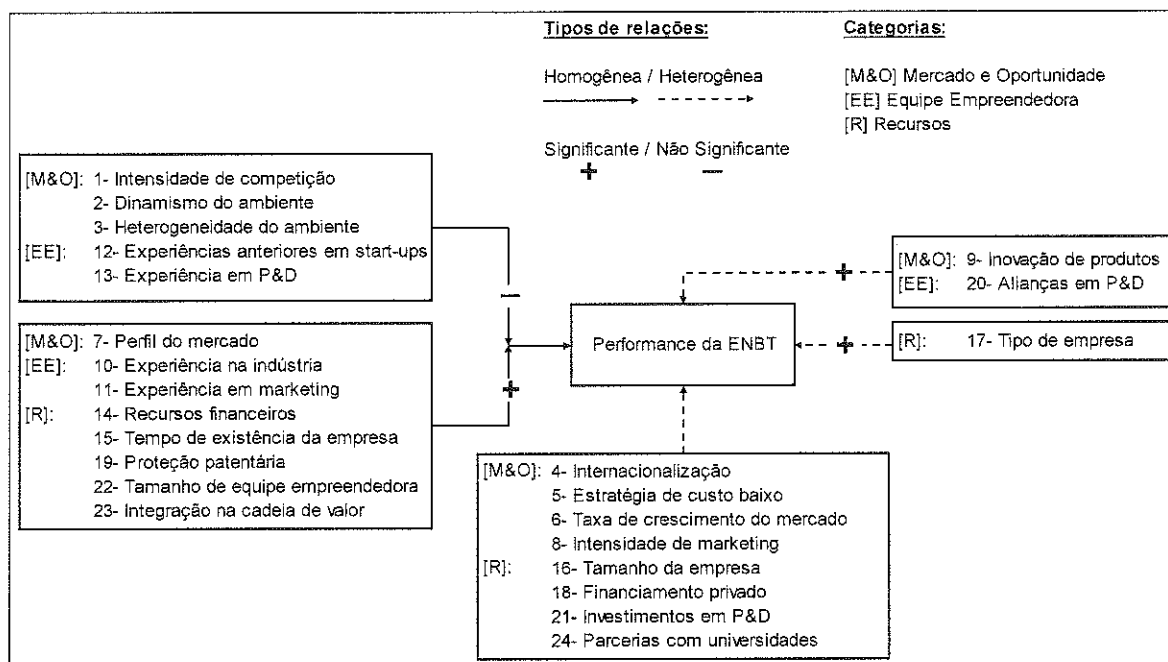 Tipos de relações:
Homogênea / Heterogênea
Significante / Não Significante
+ −
Categorias:
[M&O] Mercado e Oportunidade
[EE] Equipe Empreendedora
[R] Recursos
[M&O]: 1- Intensidade de competição
2- Dinamismo do ambiente
3- Heterogeneidade do ambiente
[EE]: 12- Experiências anteriores em start-ups
13- Experiência em P&D
−
[M&O]: 7- Perfil do mercado
[EE]: 10- Experiência na indústria
11- Experiência em marketing
[R]: 14- Recursos financeiros
15- Tempo de existência da empresa
19- Proteção patentária
22- Tamanho de equipe empreendedora
23- Integração na cadeia de valor
+
Performance da ENBT
+
[M&O]: 9- Inovação de produtos
[EE]: 20- Alianças em P&D
+
[R]: 17- Tipo de empresa
[M&O]: 4- Internacionalização
5- Estratégia de custo baixo
6- Taxa de crescimento do mercado
8- Intensidade de marketing
[R]: 16- Tamanho da empresa
18- Financiamento privado
21- Investimentos em P&D
24- Parcerias com universidades